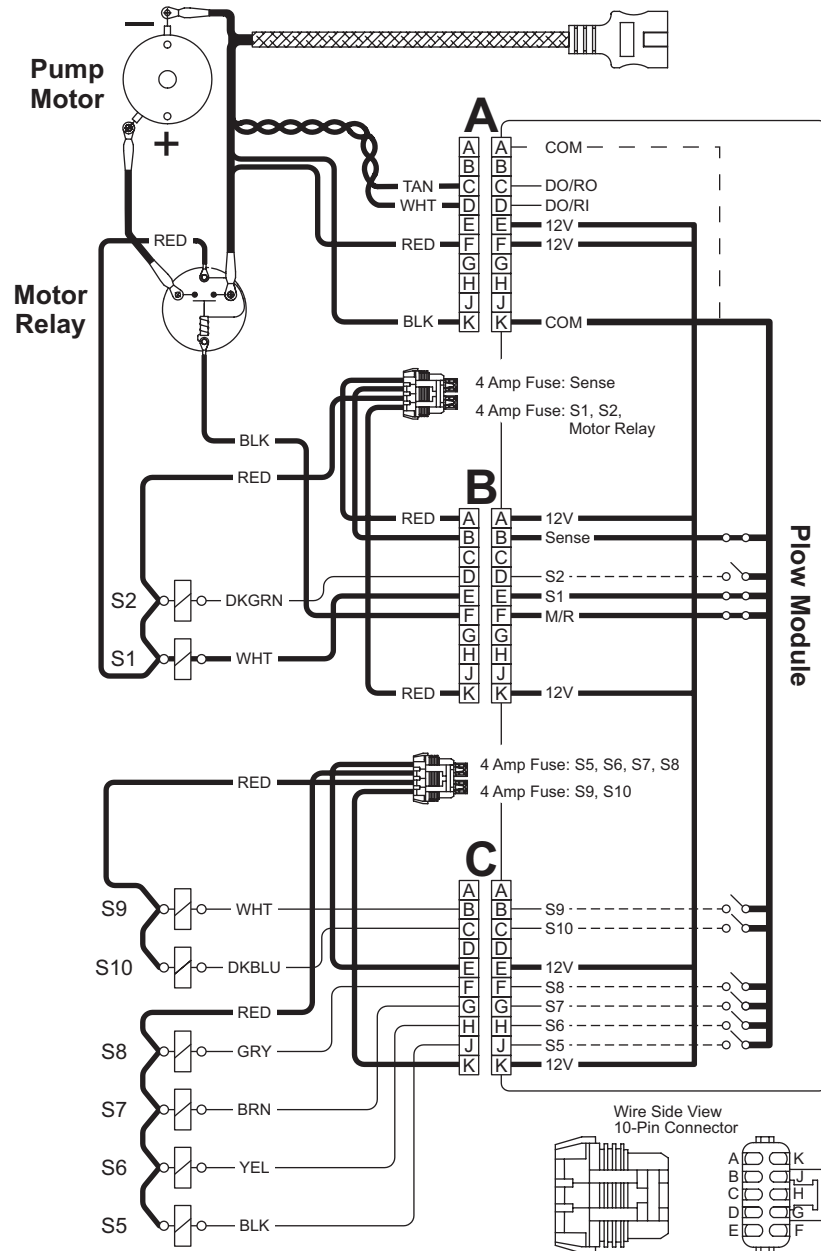 Pump
Motor
−
+
Motor
Relay
RED
A
A A COM
B B
TAN C C DO/RO
WHT D D DO/RI
E E 12V
RED F F 12V
G G
H H
J J
BLK K K COM
4 Amp Fuse: Sense
4 Amp Fuse: S1, S2,
Motor Relay
BLK
RED
B
RED A A 12V
B B Sense
C C
S2 DKGRN D D S2
E E S1
F F M/R
G G
S1 WHT H H
J J
RED K K 12V
Plow Module
4 Amp Fuse: S5, S6, S7, S8
4 Amp Fuse: S9, S10
RED
C
A A
S9 WHT B B S9
C C S10
D D
S10 DKBLU E E 12V
F F S8
RED G G S7
H H S6
S8 GRY J J S5
K K 12V
S7 BRN
S6 YEL
S5 BLK
Wire Side View
10-Pin Connector
A K
B J
C H
D G
E F